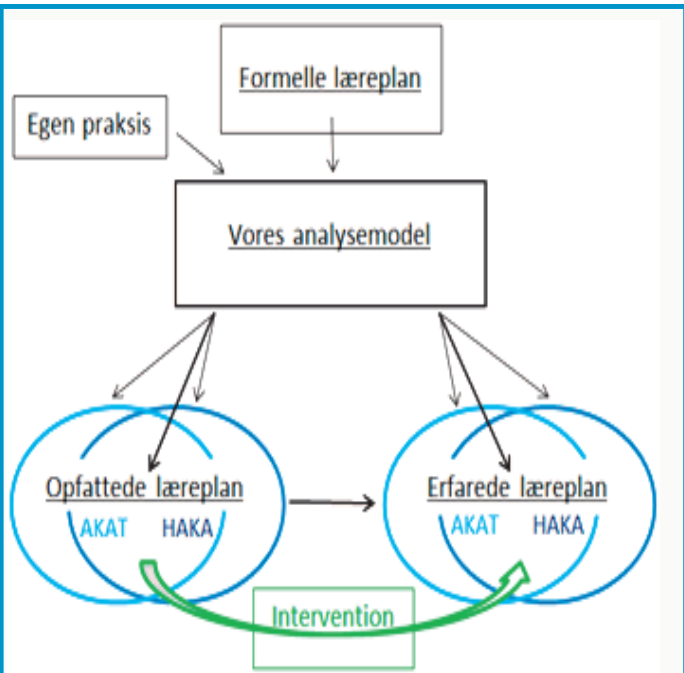 Formelle læreplan
Egen praksis
Vores analysemodel
Opfattede læreplan
AKAT HAKA
Erfarede læreplan
AKAT HAKA
Intervention